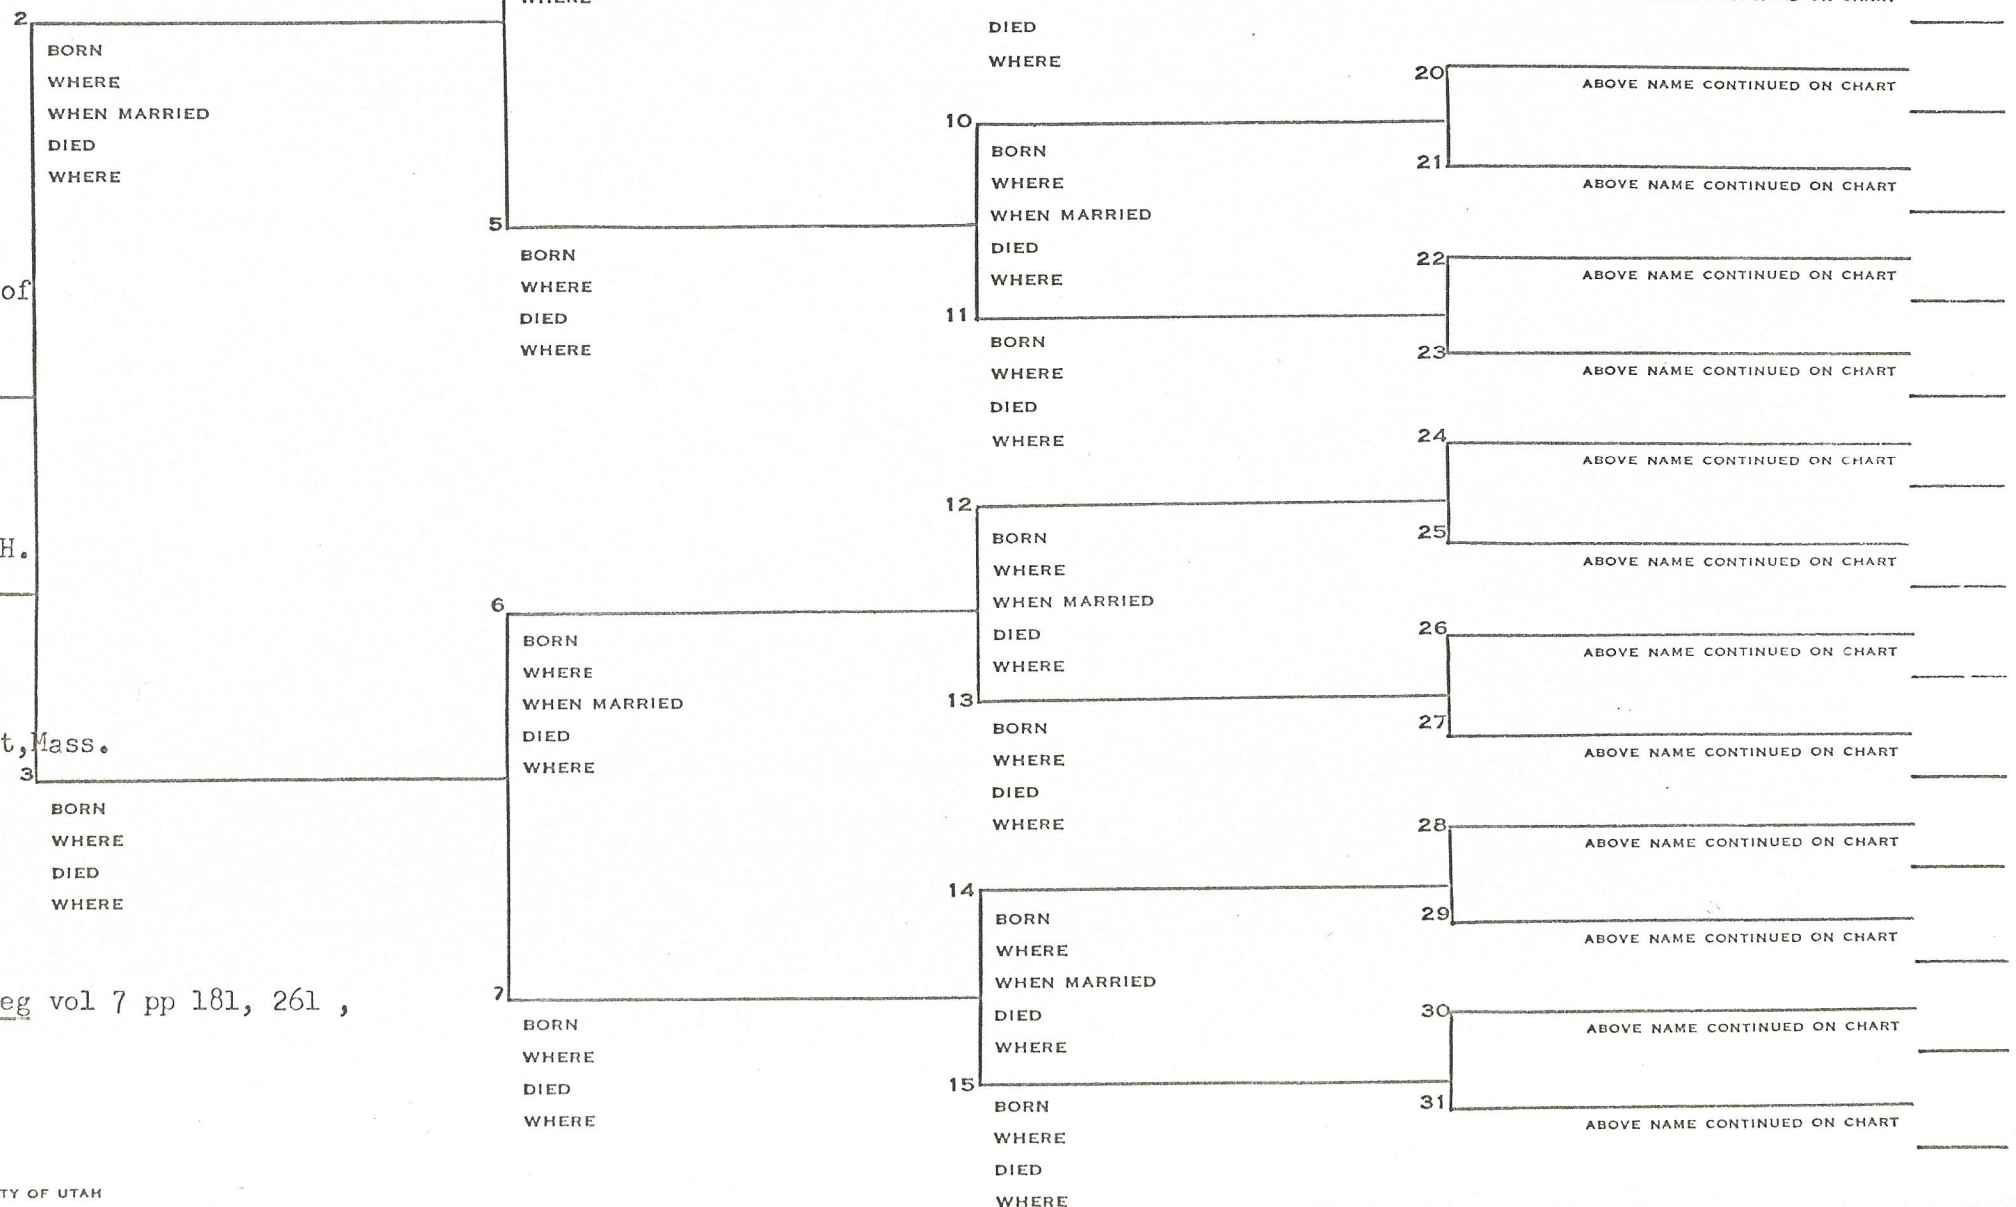 2
BORN
WHERE
WHEN MARRIED
DIED
WHERE
of
H.
t,Mass.
3
BORN
WHERE
DIED
WHERE
eg vol 7 pp 181, 261 ,
TY OF UTAH
WHERE
5
BORN
WHERE
DIED
WHERE
6
BORN
WHERE
WHEN MARRIED
DIED
WHERE
7
BORN
WHERE
DIED
WHERE
DIED
WHERE
10
BORN
WHERE
WHEN MARRIED
DIED
WHERE
11
BORN
WHERE
DIED
WHERE
12
BORN
WHERE
WHEN MARRIED
DIED
WHERE
13
BORN
WHERE
DIED
WHERE
14
BORN
WHERE
WHEN MARRIED
DIED
WHERE
15
BORN
WHERE
DIED
WHERE
ON CHART
20
ABOVE NAME CONTINUED ON CHART
21
ABOVE NAME CONTINUED ON CHART
22
ABOVE NAME CONTINUED ON CHART
23
ABOVE NAME CONTINUED ON CHART
24
ABOVE NAME CONTINUED ON CHART
25
ABOVE NAME CONTINUED ON CHART
26
ABOVE NAME CONTINUED ON CHART
27
ABOVE NAME CONTINUED ON CHART
28
ABOVE NAME CONTINUED ON CHART
29
ABOVE NAME CONTINUED ON CHART
30
ABOVE NAME CONTINUED ON CHART
31
ABOVE NAME CONTINUED ON CHART